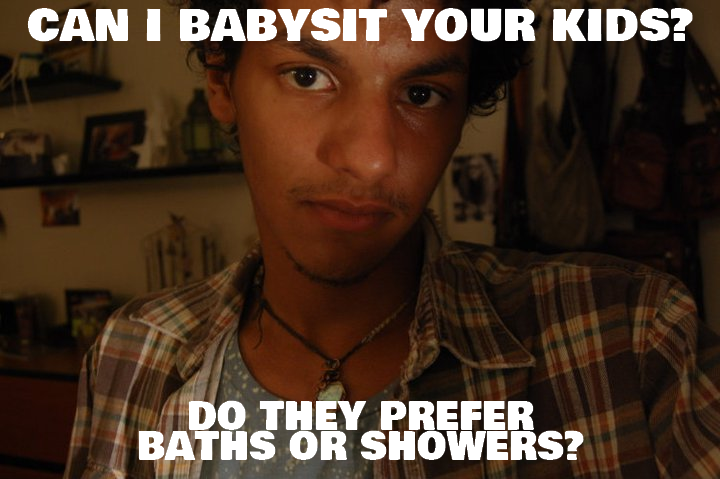 CAN I BABYSIT YOUR KIDS?
DO THEY PREFER
BATHS OR SHOWERS?